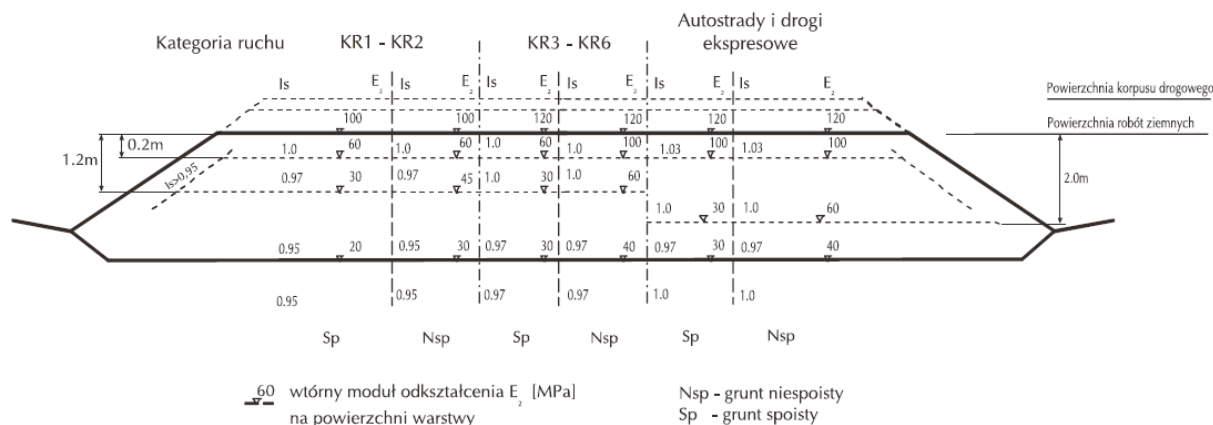 Kategoria ruchu KR1 - KR2 KR3 - KR6 Autostrady i drogi
ekspresowe
Is E₂ Is E₂ Is E₂ Is E₂ Is E₂ Is E₂
Powierzchnia korpusu drogowego
100 100 120 120 120 120
Powierzchnia robót ziemnych
0.2m 60 60 60 100 100 100
1.0 1.0 1.0 1.0 1.03 1.03
1.2m
Is>0.95 0.97 30 0.97 45 1.0 30 1.0 60
2.0m
1.0 30 1.0 60
0.95 20 0.95 30 0.97 30 0.97 40 0.97 30 0.97 40
0.95 0.95 0.97 0.97 1.0 1.0
Sp Nsp Sp Nsp Sp Nsp
60 wtórny moduł odkształcenia E₂ [MPa]
na powierzchni warstwy
Nsp - grunt niespoisty
Sp - grunt spoisty